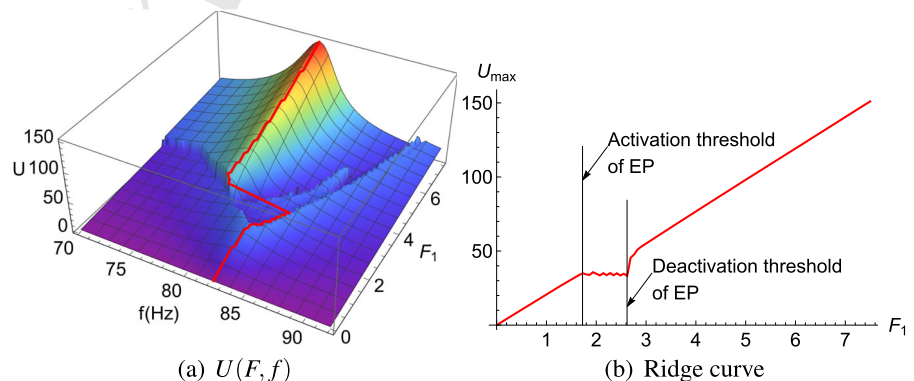 150
U 100
50
0
70
75
80
85
90
f(Hz)
0
2
4
6
F₁
(a) U(F, f)
U_max
150
100
50
Activation threshold
of EP
Deactivation threshold
of EP
1 2 3 4 5 6 7
F₁
(b) Ridge curve